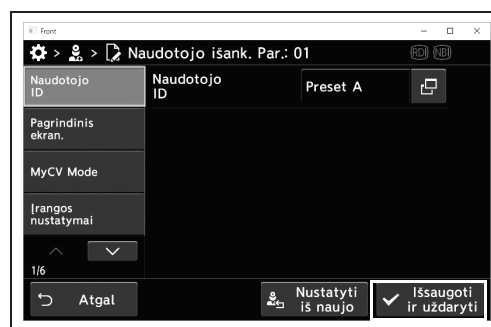 Front
> > Naudotojo išank. Par.: 01 RDI NBI
Naudotojo
ID
Naudotojo
ID
Preset A
Pagrindinis
ekran.
MyCV Mode
Įrangos
nustatymai
1/6
Atgal
Nustatyti
iš naujo
Išsaugoti
ir uždaryti